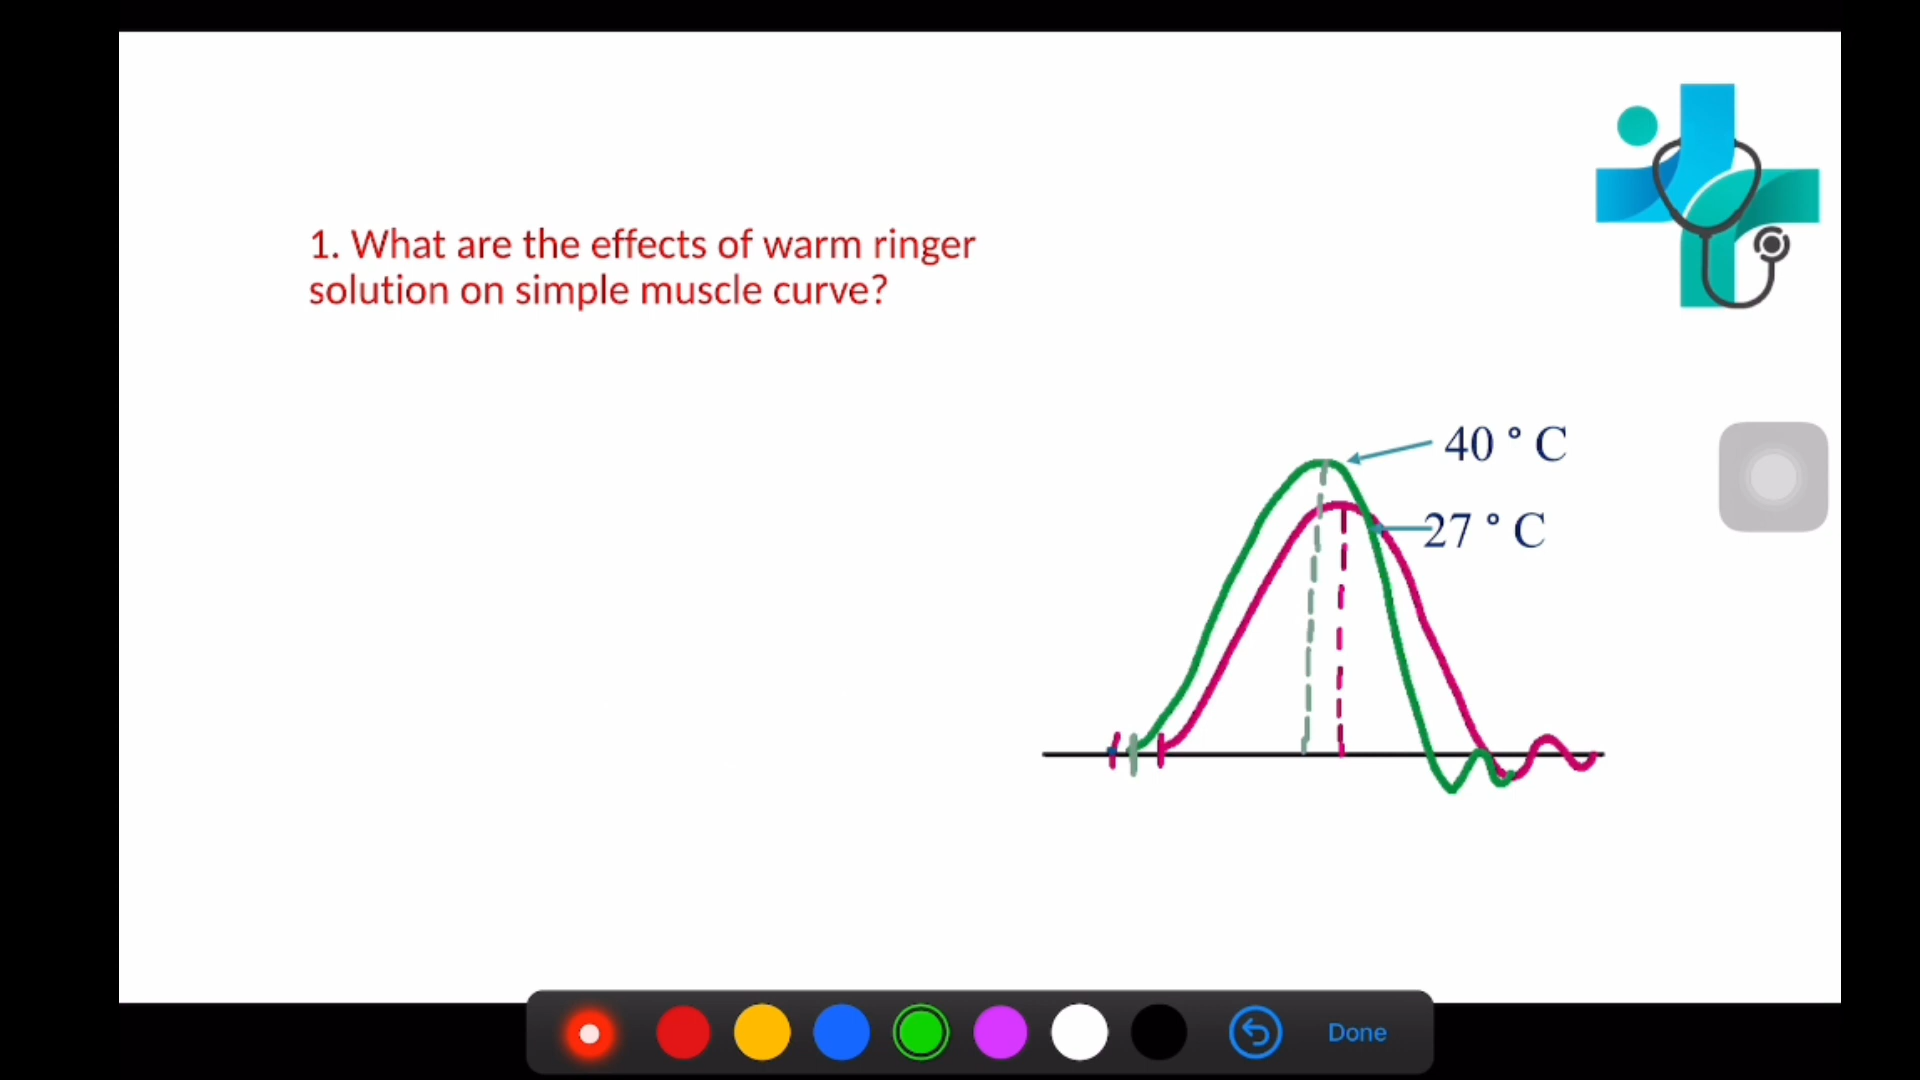 1. What are the effects of warm ringer
solution on simple muscle curve?
40 ° C
27 ° C
Done